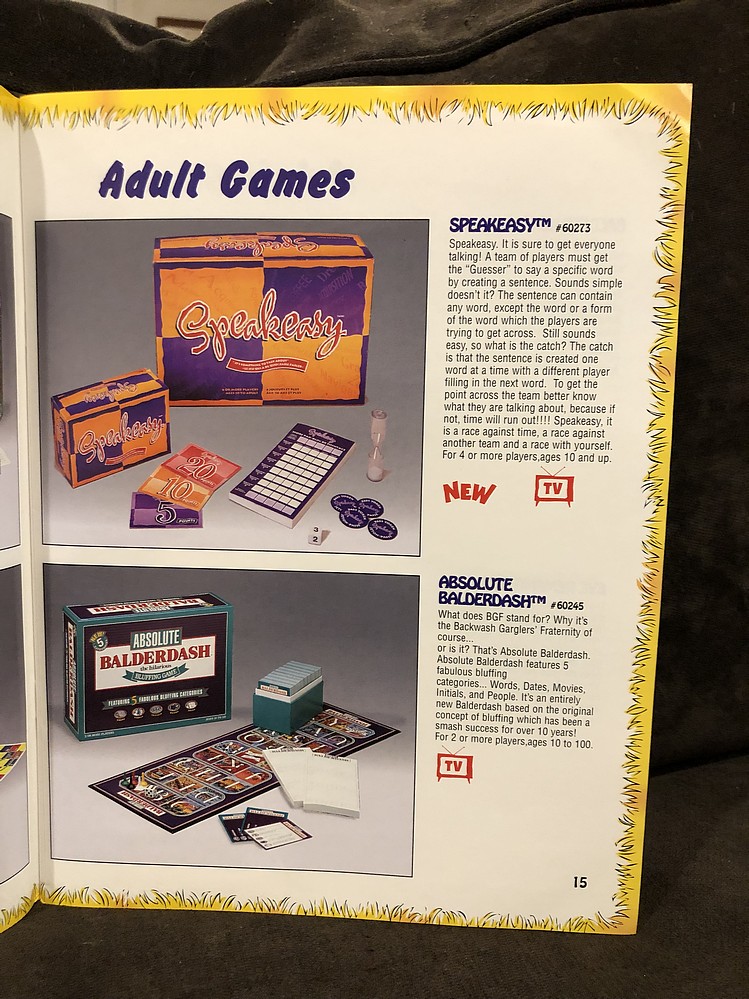 Adult Games
Speakeasy
Speakeasy
Speakeasy
Speakeasy
20
10
5
POINTS
3
2
SPEAKEASY™ #60273
Speakeasy. It is sure to get everyone
talking! A team of players must get
the “Guesser” to say a specific word
by creating a sentence. Sounds simple
doesn't it? The sentence can contain
any word, except the word or a form
of the word which the players are
trying to get across. Still sounds
easy, so what is the catch? The catch
is that the sentence is created one
word at a time with a different player
filling in the next word. To get the
point across the team better know
what they are talking about, because if
not, time will run out!!!! Speakeasy, it
is a race against time, a race against
another team and a race with yourself.
For 4 or more players,ages 10 and up.
NEW
TV
ABSOLUTE
BALDERDASH
the hilarious
BLUFFING GAME
FEATURING 5 FABULOUS BLUFFING CATEGORIES
ABSOLUTE
BALDERDASH™ #60245
What does BGF stand for? Why it's
the Backwash Garglers' Fraternity of
course...
or is it? That's Absolute Balderdash.
Absolute Balderdash features 5
fabulous bluffing
categories... Words, Dates, Movies,
Initials, and People. It's an entirely
new Balderdash based on the original
concept of bluffing which has been a
smash success for over 10 years!
For 2 or more players,ages 10 to 100.
TV
15